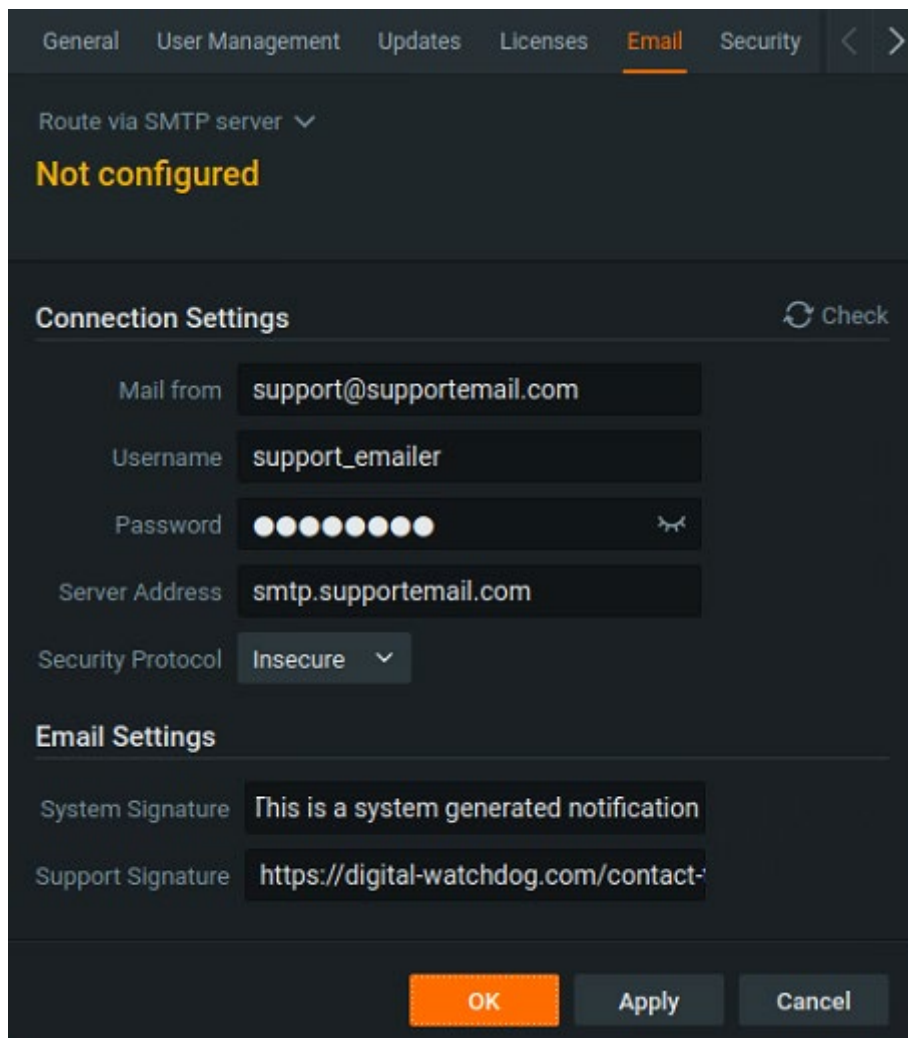 General User Management Updates Licenses Email Security
Route via SMTP server
Not configured
Connection Settings Check
Mail from support@supportemail.com
Username support_emailer
Password ●●●●●●●●
Server Address smtp.supportemail.com
Security Protocol Insecure
Email Settings
System Signature This is a system generated notification
Support Signature https://digital-watchdog.com/contact-
OK Apply Cancel